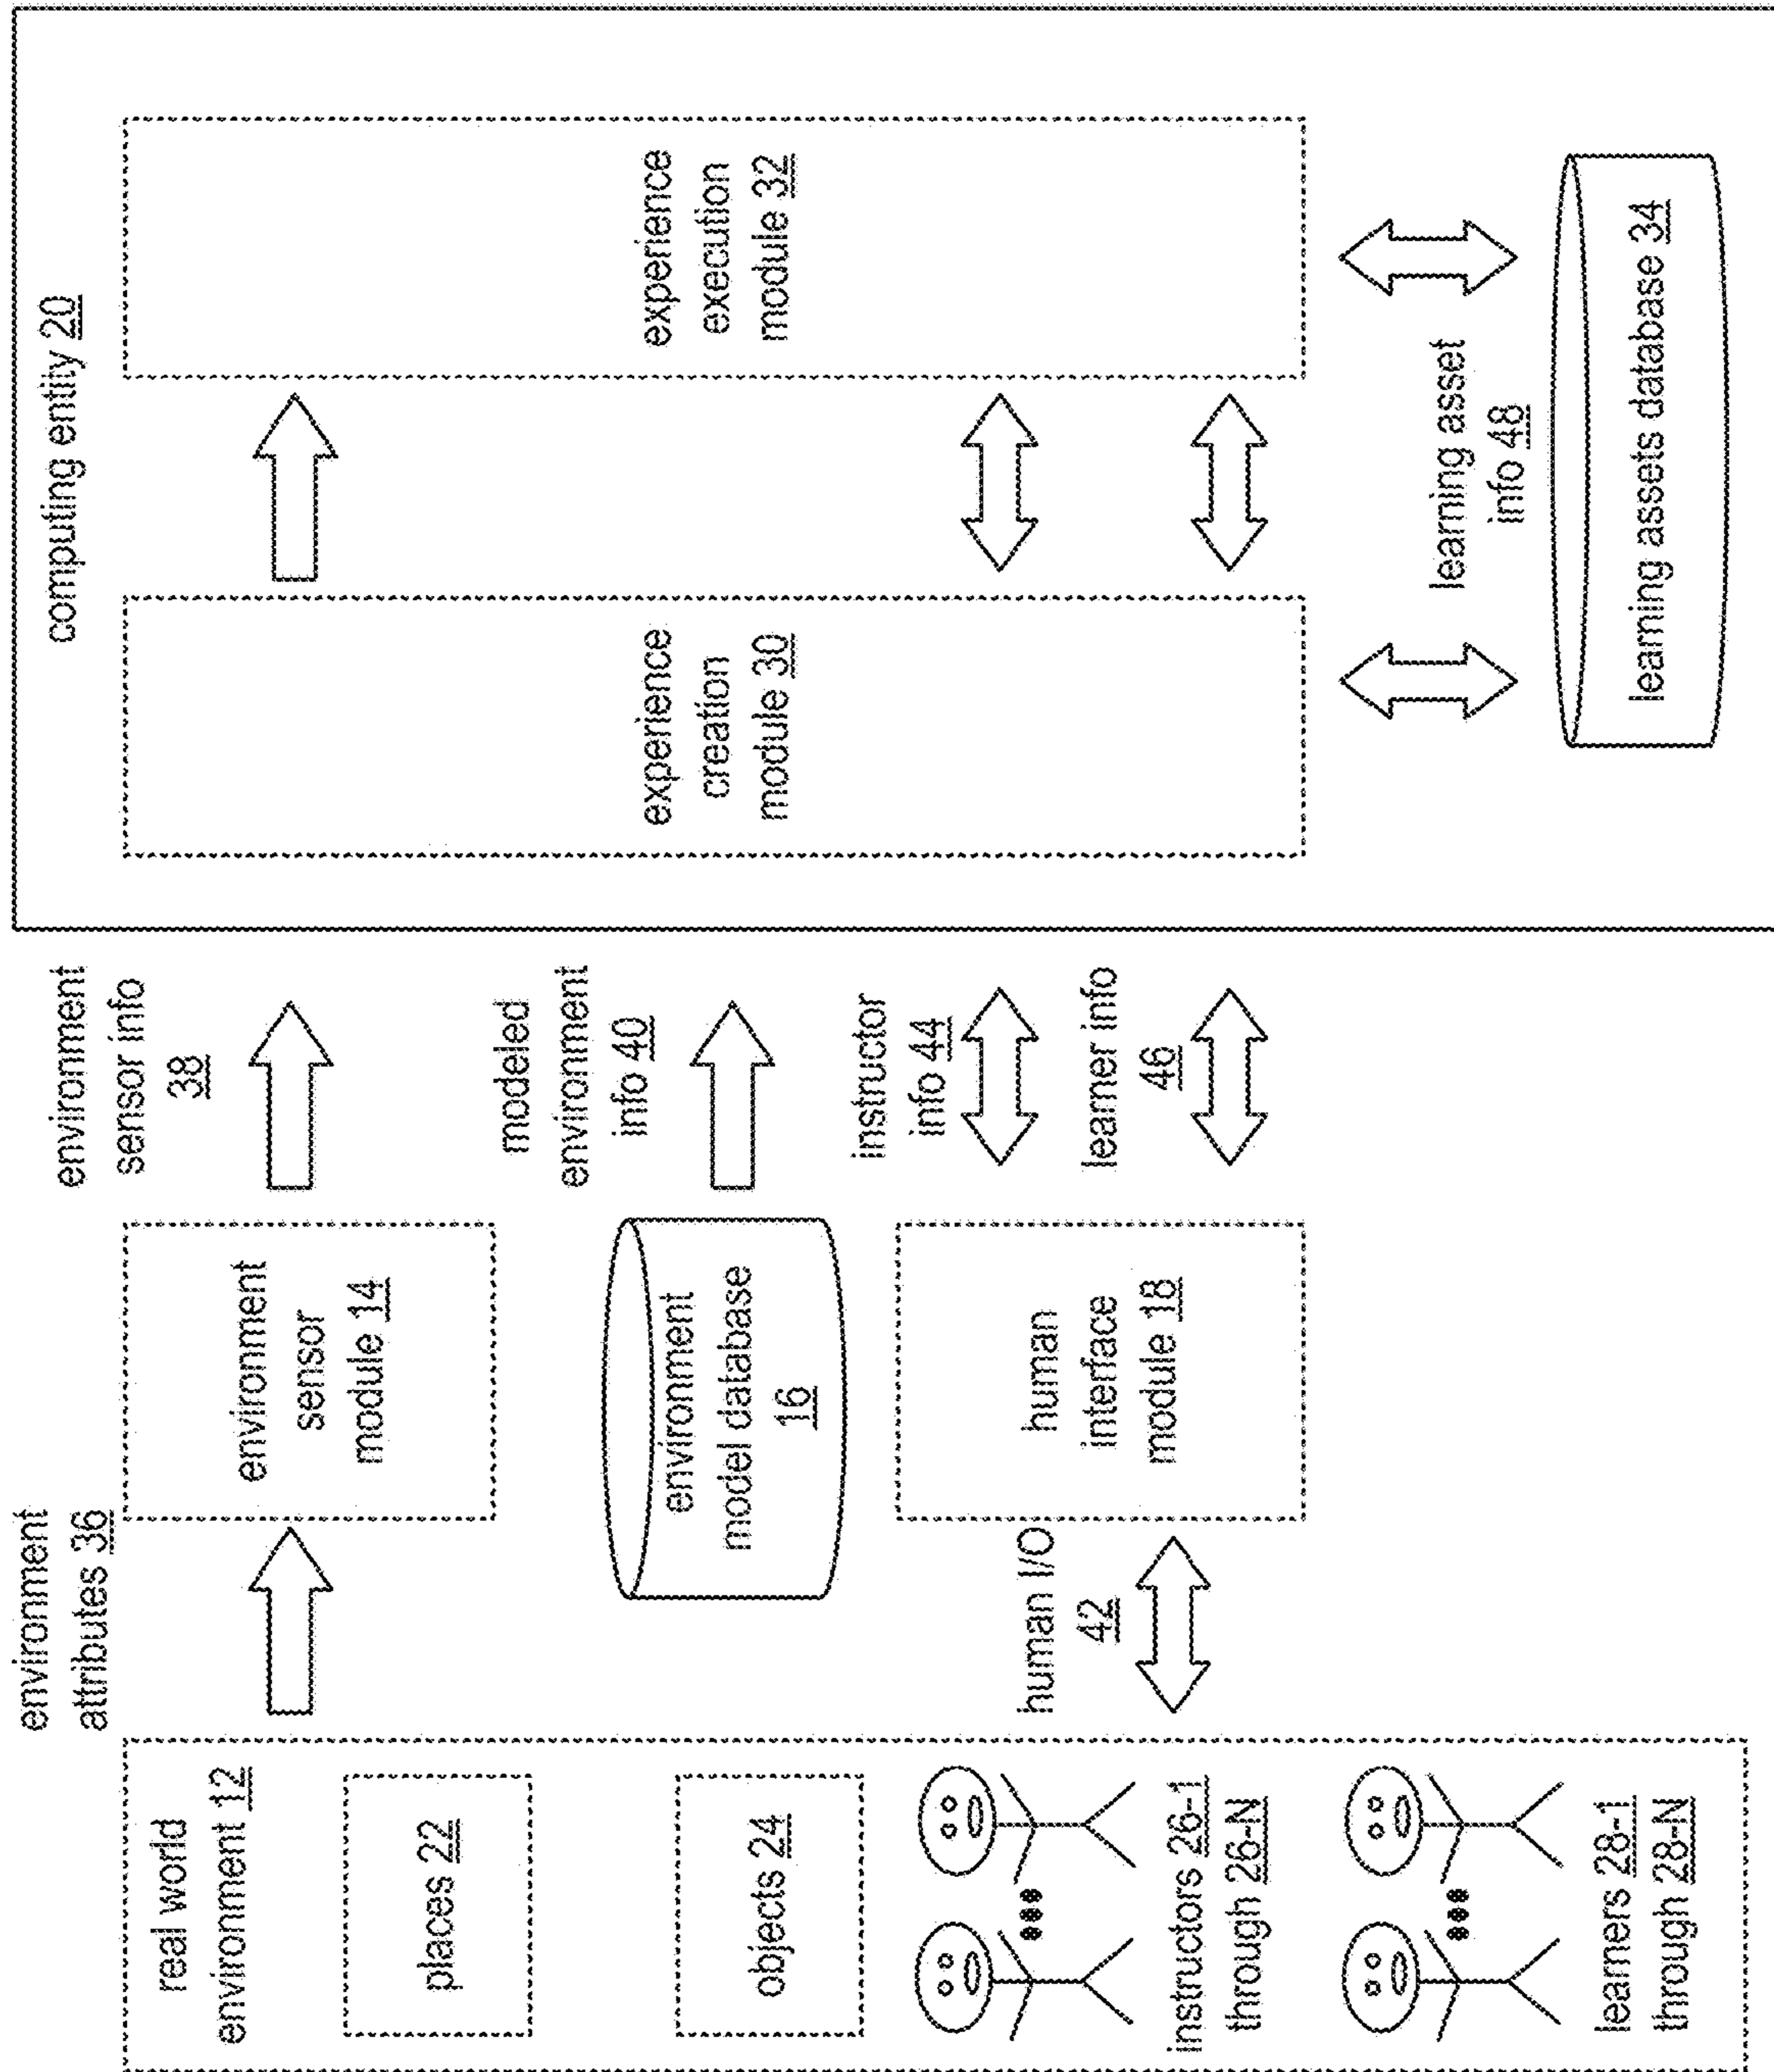 real world
environment 12
places 22
objects 24
instructors 26-1
through 26-N
learners 28-1
through 28-N
environment
attributes 36
human I/O
42
environment
sensor
module 14
environment
model database
16
human
interface
module 18
environment
sensor info
38
modeled
environment
info 40
instructor
info 44
learner info
46
computing entity 20
experience
creation
module 30
experience
execution
module 32
learning asset
info 48
learning assets database 34